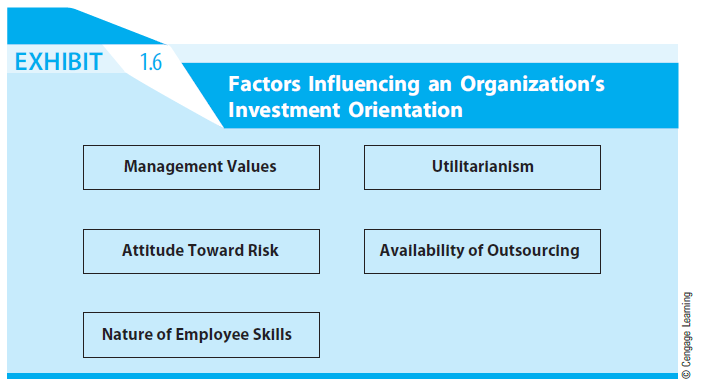 EXHIBIT 1.6
Factors Influencing an Organization's
Investment Orientation
Management Values
Utilitarianism
Attitude Toward Risk
Availability of Outsourcing
Nature of Employee Skills
© Cengage Learning